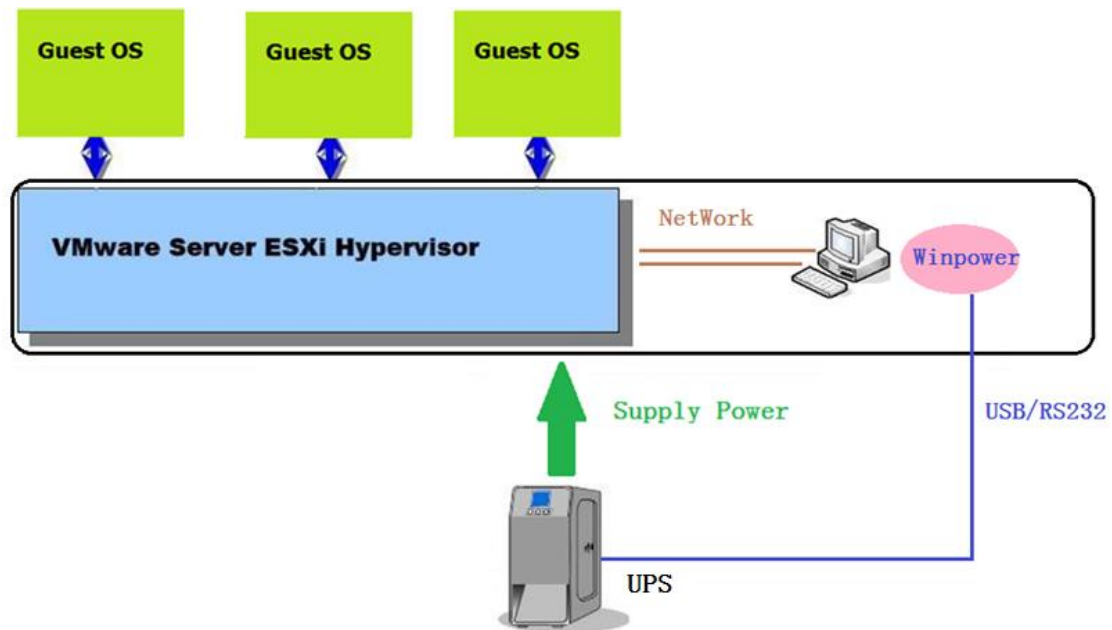 Guest OS
Guest OS
Guest OS
VMware Server ESXi Hypervisor
NetWork
Winpower
Supply Power
USB/RS232
UPS